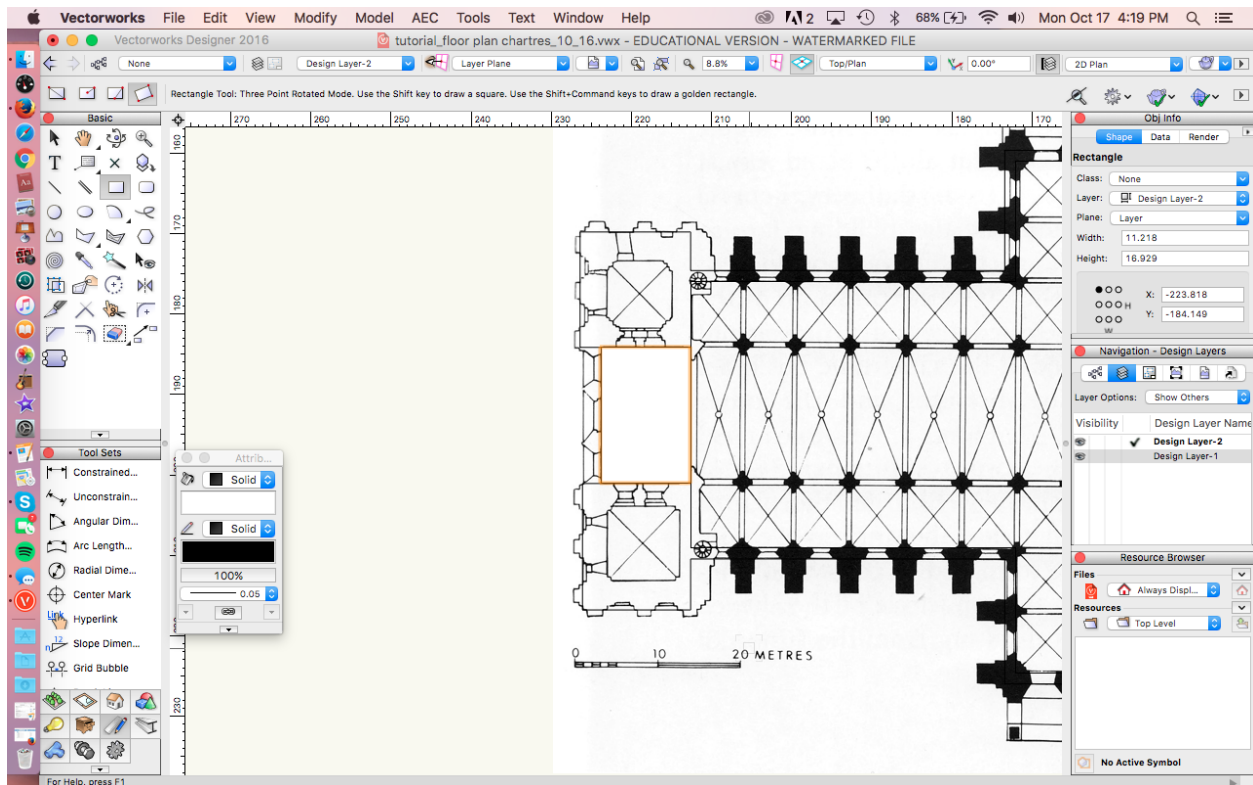 Vectorworks File Edit View Modify Model AEC Tools Text Window Help 2 68% Mon Oct 17 4:19 PM
Vectorworks Designer 2016 tutorial_floor plan chartres_10_16.vwx - EDUCATIONAL VERSION - WATERMARKED FILE
None Design Layer-2 Layer Plane 8.8% Top/Plan 0.00° 2D Plan
Rectangle Tool: Three Point Rotated Mode. Use the Shift key to draw a square. Use the Shift+Command keys to draw a golden rectangle.
Basic
270 260 250 240 230 220 210 200 190 180 170
160
170
180
190
230
Tool Sets
Constrained...
Unconstrain...
Angular Dim...
Arc Length...
Radial Dime...
Center Mark
Link Hyperlink
12 n Slope Dimen...
Grid Bubble
For Help, press F1
Attrib...
Solid
Solid
100%
0.05
0 10 20 METRES
Obj Info
Shape Data Render
Rectangle
Class: None
Layer: Design Layer-2
Plane: Layer
Width: 11.218
Height: 16.929
H
W
X: -223.818
Y: -184.149
Navigation - Design Layers
Layer Options: Show Others
Visibility Design Layer Name
Design Layer-2
Design Layer-1
Resource Browser
Files
Always Displ...
Resources
Top Level
No Active Symbol